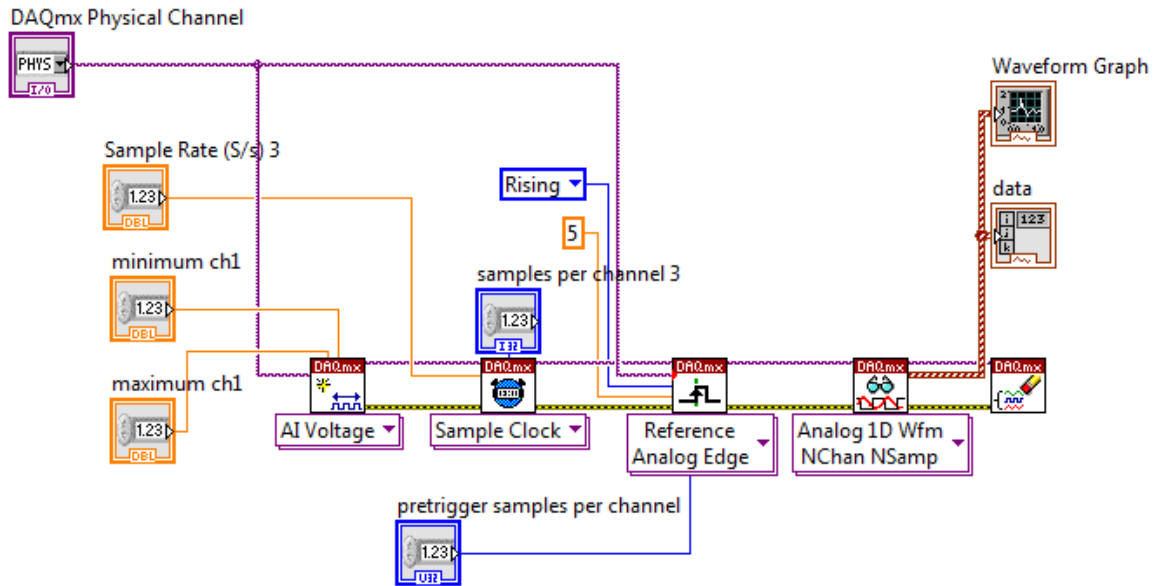 DAQmx Physical Channel
PHYS
I/O
Waveform Graph
Sample Rate (S/s) 3
1.23
DBL
Rising
5
data
123
minimum ch1
1.23
DBL
samples per channel 3
1.23
I32
maximum ch1
1.23
DBL
DAQmx
DAQmx
DAQmx
DAQmx
DAQmx
AI Voltage
Sample Clock
Reference
Analog Edge
Analog 1D Wfm
NChan NSamp
pretrigger samples per channel
1.23
U32